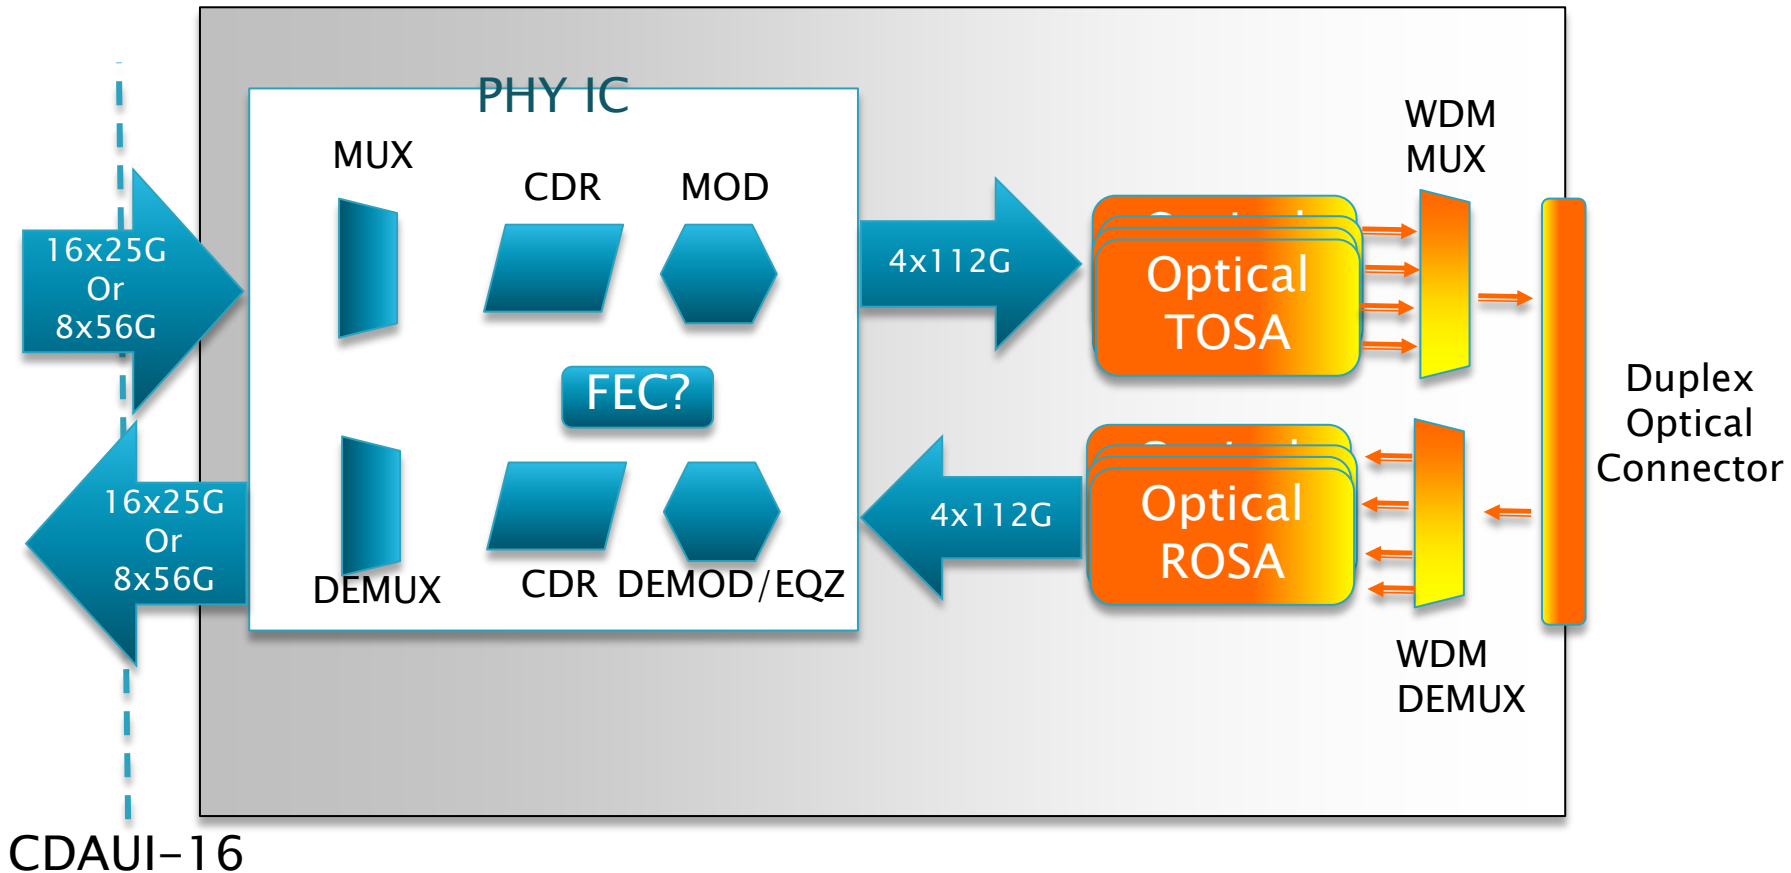 PHY IC
MUX
CDR
MOD
WDM
MUX
16x25G
Or
8x56G
4x112G
Optical
TOSA
FEC?
Duplex
Optical
Connector
16x25G
Or
8x56G
4x112G
Optical
ROSA
DEMUX
CDR
DEMOD/EQZ
WDM
DEMUX
CDAUI-16